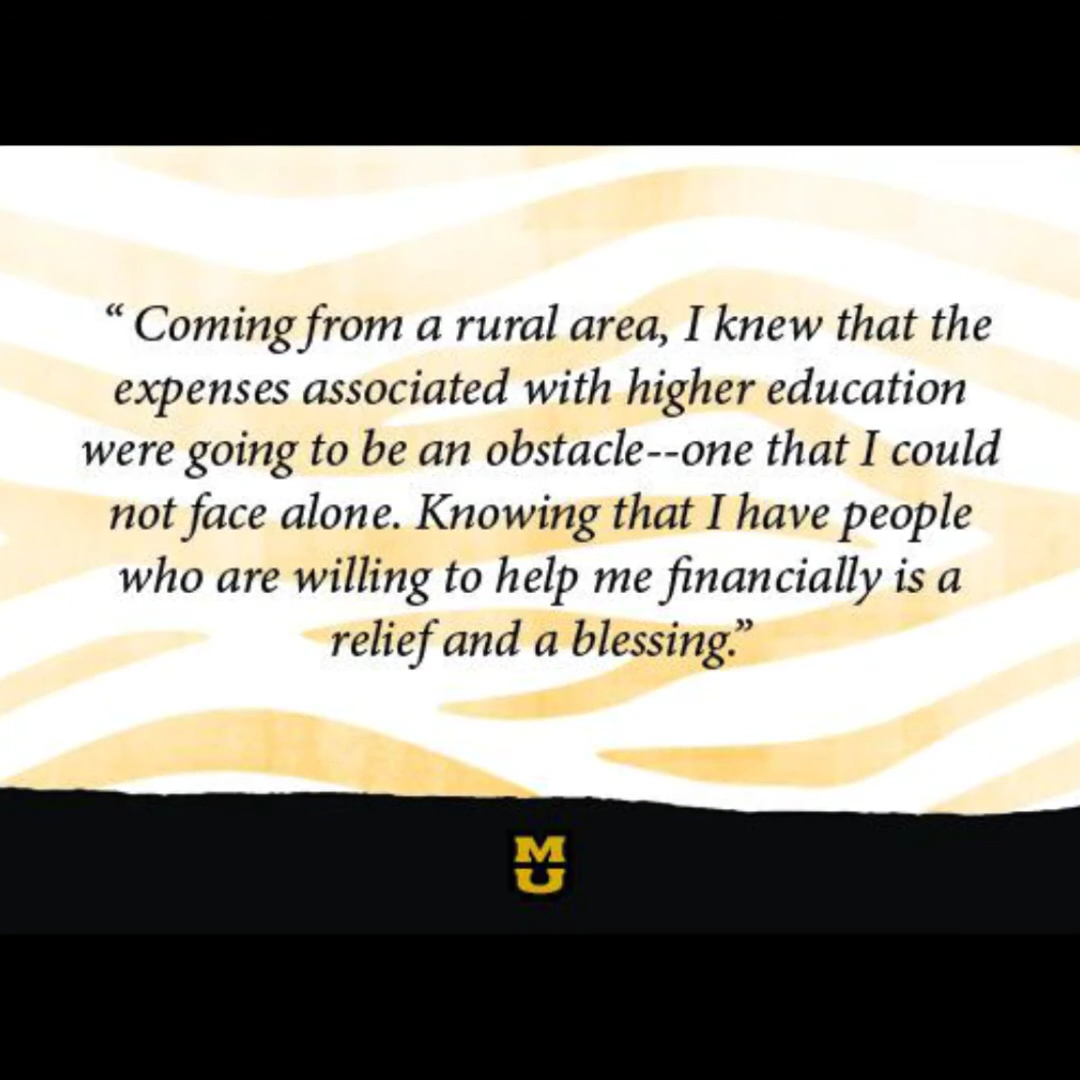 “ Coming from a rural area, I knew that the
expenses associated with higher education
were going to be an obstacle--one that I could
not face alone. Knowing that I have people
who are willing to help me financially is a
relief and a blessing.”
M
U